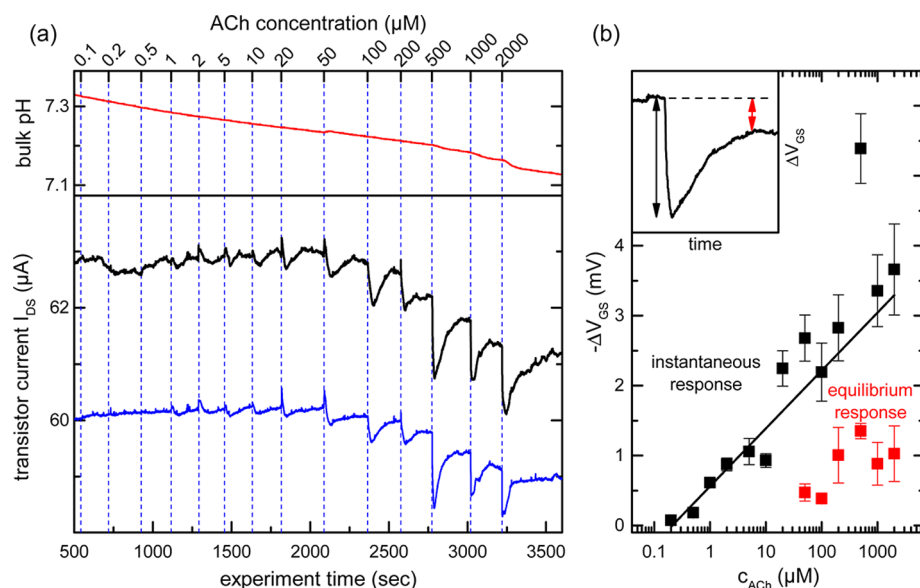 (a)
ACh concentration (µM)
0.1 0.2 0.5 1 2 5 10 20 50 100 200 500 1000 2000
bulk pH
7.3
7.1
transistor current I_DS (µA)
62
60
500 1000 1500 2000 2500 3000 3500
experiment time (sec)
(b)
ΔV_GS
time
-ΔV_GS (mV)
4
3
2
1
0
instantaneous
response
equilibrium
response
0.1 1 10 100 1000
c_ACh (µM)